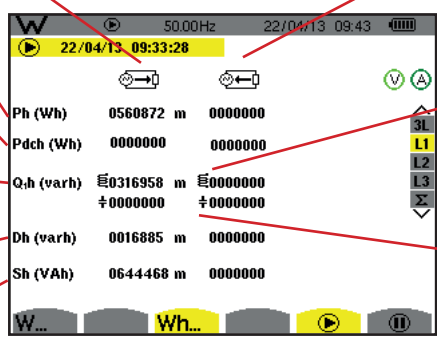 W 50.00Hz 22/04/13 09:43
22/04/13 09:33:28
V A
Ph (Wh) 0560872 m 0000000
3L
Pdch (Wh) 0000000 0000000
L1
L2
Q₁h (varh) 0316958 m 0000000
L3
0000000 0000000
Σ
Dh (varh) 0016885 m 0000000
Sh (VAh) 0644468 m 0000000
W... Wh...